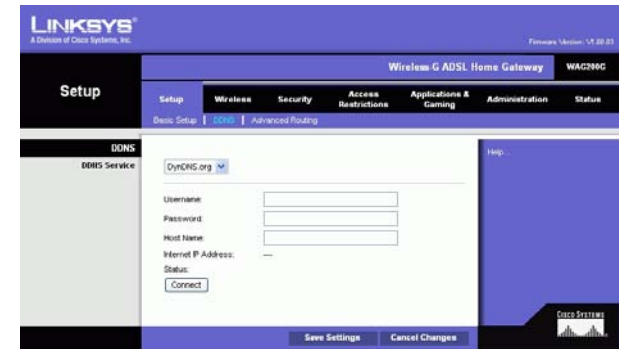 LINKSYS®
A Division of Cisco Systems, Inc.
Firmware Version: V1.00.03
Wireless-G ADSL Home Gateway WAG200G
Setup
Setup Wireless Security Access Restrictions Applications & Gaming Administration Status
Basic Setup | DDNS | Advanced Routing
DDNS
DDNS Service
DynDNS.org
Help...
Username:
Password:
Host Name:
Internet IP Address: ---
Status:
Connect
CISCO SYSTEMS
Save Settings Cancel Changes